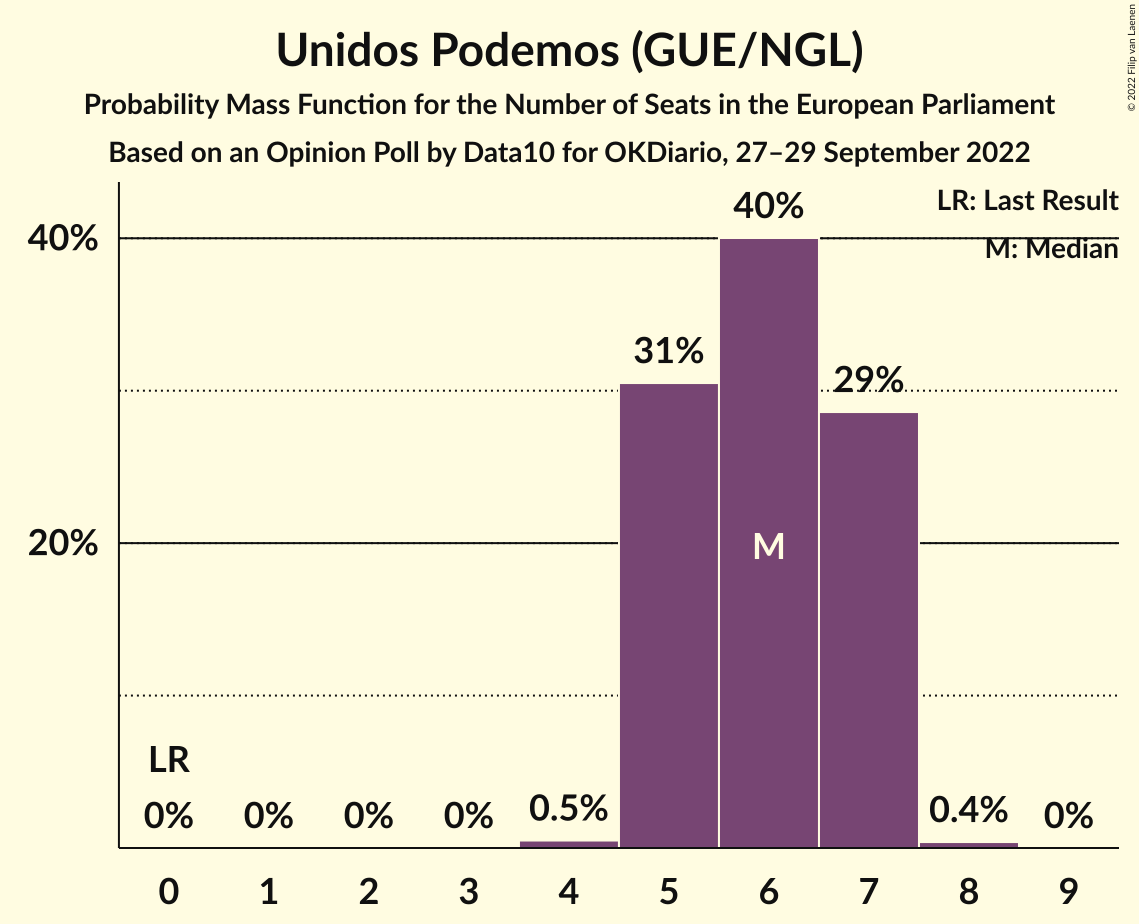 Unidos Podemos (GUE/NGL)
Probability Mass Function for the Number of Seats in the European Parliament
Based on an Opinion Poll by Data10 for OKDiario, 27–29 September 2022
© 2022 Filip van Laenen
LR: Last Result
M: Median
40%
20%
40%
31%
29%
M
LR
0%
0%
0%
0%
0.5%
0.4%
0%
0 1 2 3 4 5 6 7 8 9